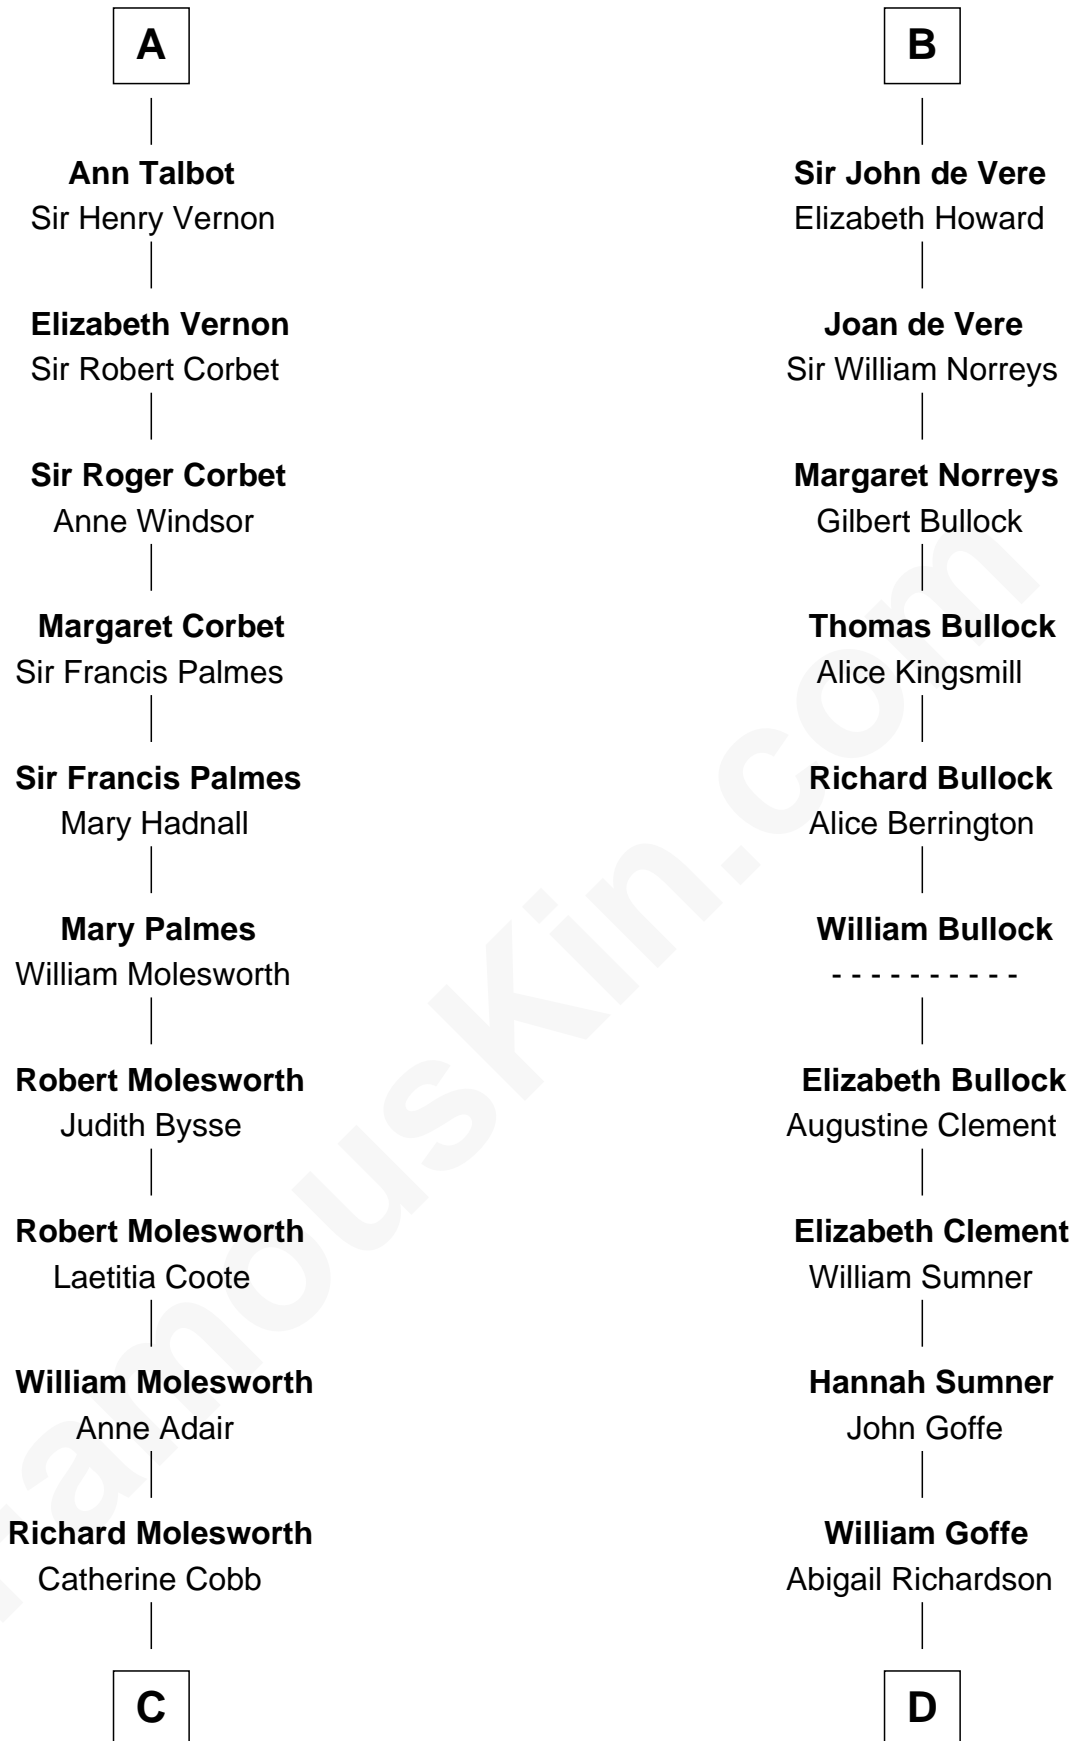 A
Ann Talbot
Sir Henry Vernon
Elizabeth Vernon
Sir Robert Corbet
Sir Roger Corbet
Anne Windsor
Margaret Corbet
Sir Francis Palmes
Sir Francis Palmes
Mary Hadnall
Mary Palmes
William Molesworth
Robert Molesworth
Judith Bysse
Robert Molesworth
Laetitia Coote
William Molesworth
Anne Adair
Richard Molesworth
Catherine Cobb
C
B
Sir John de Vere
Elizabeth Howard
Joan de Vere
Sir William Norreys
Margaret Norreys
Gilbert Bullock
Thomas Bullock
Alice Kingsmill
Richard Bullock
Alice Berrington
William Bullock
- - - - - - - - - -
Elizabeth Bullock
Augustine Clement
Elizabeth Clement
William Sumner
Hannah Sumner
John Goffe
William Goffe
Abigail Richardson
D
FamousKin.com